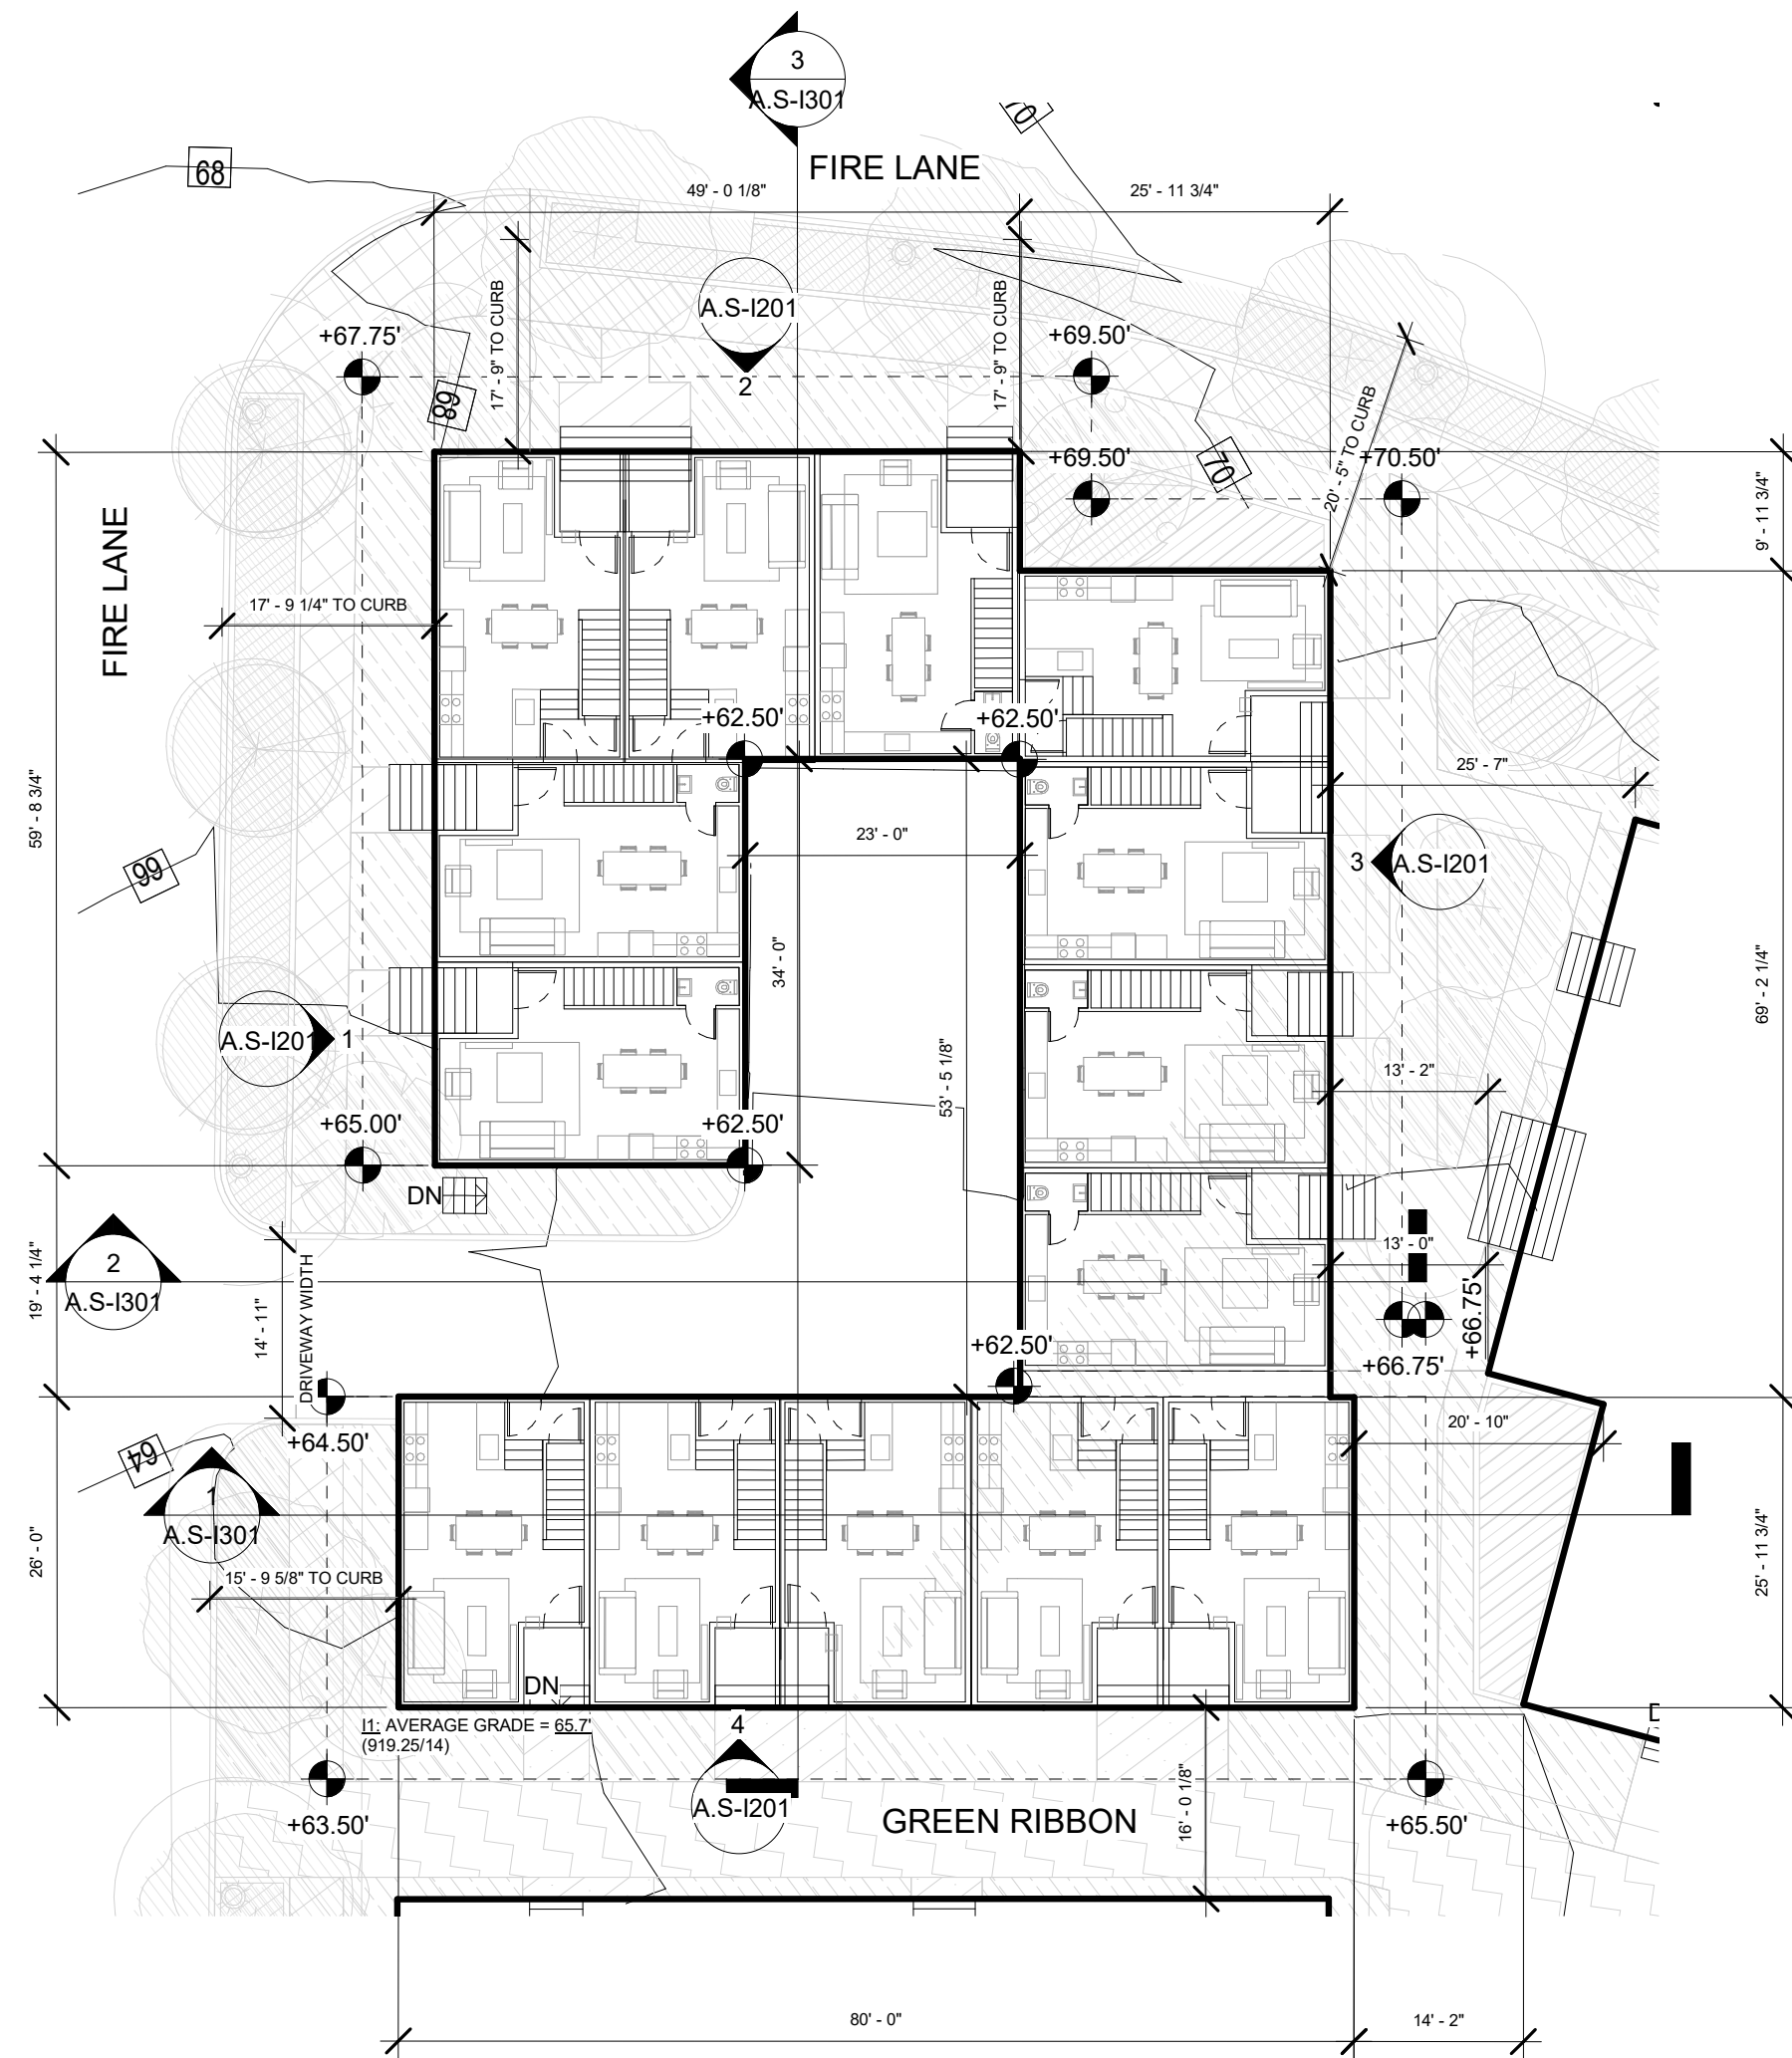 3
A.S-I301
70
FIRE LANE
68
49' - 0 1/8"
25' - 11 3/4"
A.S-I201
2
17' - 9" TO CURB
17' - 9" TO CURB
+67.75'
+69.50'
68
+69.50'
70
20' - 5" TO CURB
+70.50'
9' - 11 3/4"
FIRE LANE
17' - 9 1/4" TO CURB
+62.50'
+62.50'
25' - 7"
59' - 8 3/4"
66
23' - 0"
3
A.S-I201
34' - 0"
69' - 2 1/4"
A.S-I201
1
53' - 5 1/8"
13' - 2"
+65.00'
+62.50'
DN
2
A.S-I301
19' - 4 1/4"
14' - 11"
DRIVEWAY WIDTH
13' - 0"
+66.75'
+62.50'
+66.75'
+64.50'
20' - 10"
64
1
A.S-I301
26' - 0"
15' - 9 5/8" TO CURB
25' - 11 3/4"
DN
I1: AVERAGE GRADE = 65.7'
(919.25/14)
4
A.S-I201
16' - 0 1/8"
GREEN RIBBON
+63.50'
+65.50'
80' - 0"
14' - 2"